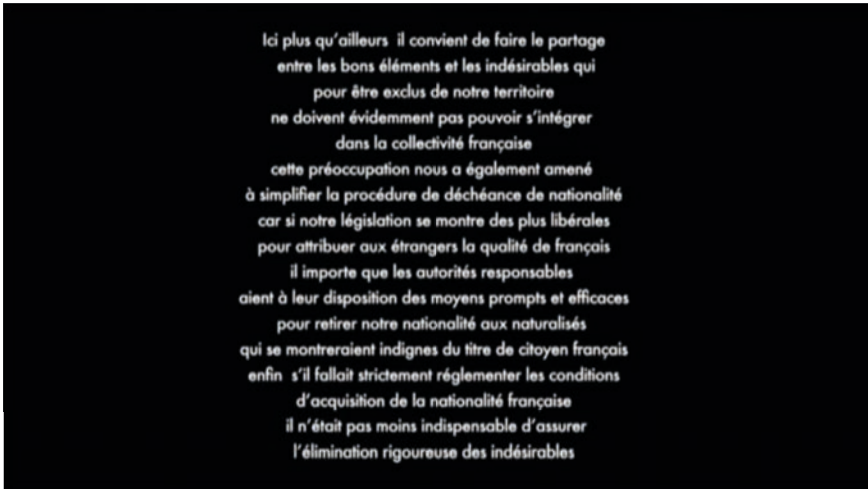 Ici plus qu'ailleurs il convient de faire le partage
entre les bons éléments et les indésirables qui
pour être exclus de notre territoire
ne doivent évidemment pas pouvoir s'intégrer
dans la collectivité française
cette préoccupation nous a également amené
à simplifier la procédure de déchéance de nationalité
car si notre législation se montre des plus libérales
pour attribuer aux étrangers la qualité de français
il importe que les autorités responsables
aient à leur disposition des moyens prompts et efficaces
pour retirer notre nationalité aux naturalisés
qui se montreraient indignes du titre de citoyen français
enfin s'il fallait strictement réglementer les conditions
d'acquisition de la nationalité française
il n'était pas moins indispensable d'assurer
l'élimination rigoureuse des indésirables